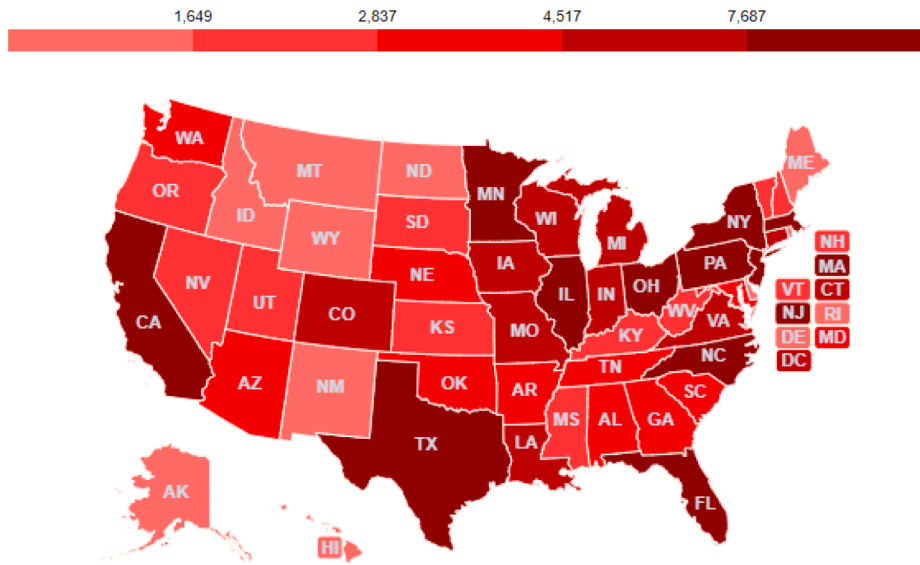 1,649 2,837 4,517 7,687
WA
MT
ND
MN
ME
OR
ID
SD
WI
NY
WY
MI
NH
IA
PA
MA
NE
NV
UT
IL
IN
OH
VT
CT
CO
WV
CA
MO
KS
KY
VA
NJ
RI
DE
MD
NC
DC
TN
AZ
NM
OK
AR
SC
MS
AL
GA
TX
LA
AK
FL
HI